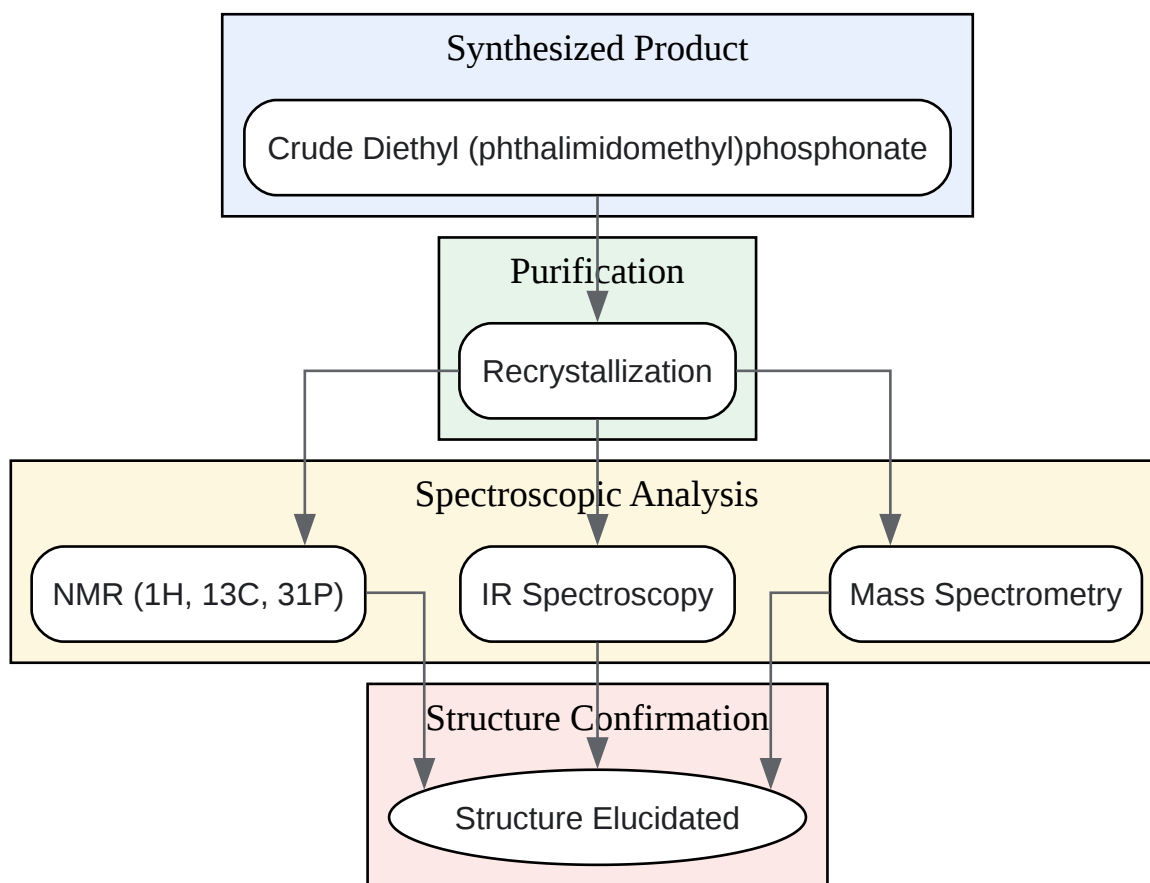 Synthesized Product
Crude Diethyl (phthalimidomethyl)phosphonate
Purification
Recrystallization
Spectroscopic Analysis
NMR (1H, 13C, 31P)
IR Spectroscopy
Mass Spectrometry
Structure Confirmation
Structure Elucidated